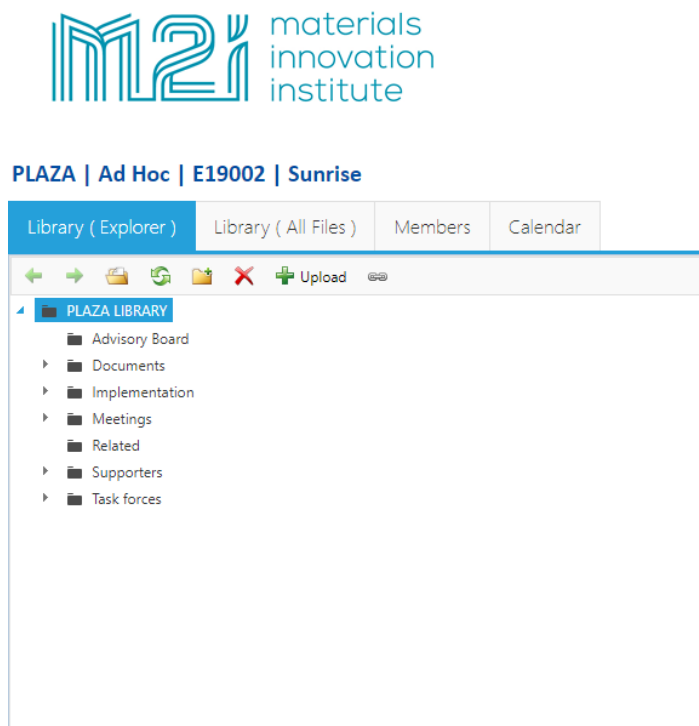 m2i materials
innovation
institute
PLAZA | Ad Hoc | E19002 | Sunrise
Library ( Explorer ) Library ( All Files ) Members Calendar
Upload
PLAZA LIBRARY
Advisory Board
Documents
Implementation
Meetings
Related
Supporters
Task forces